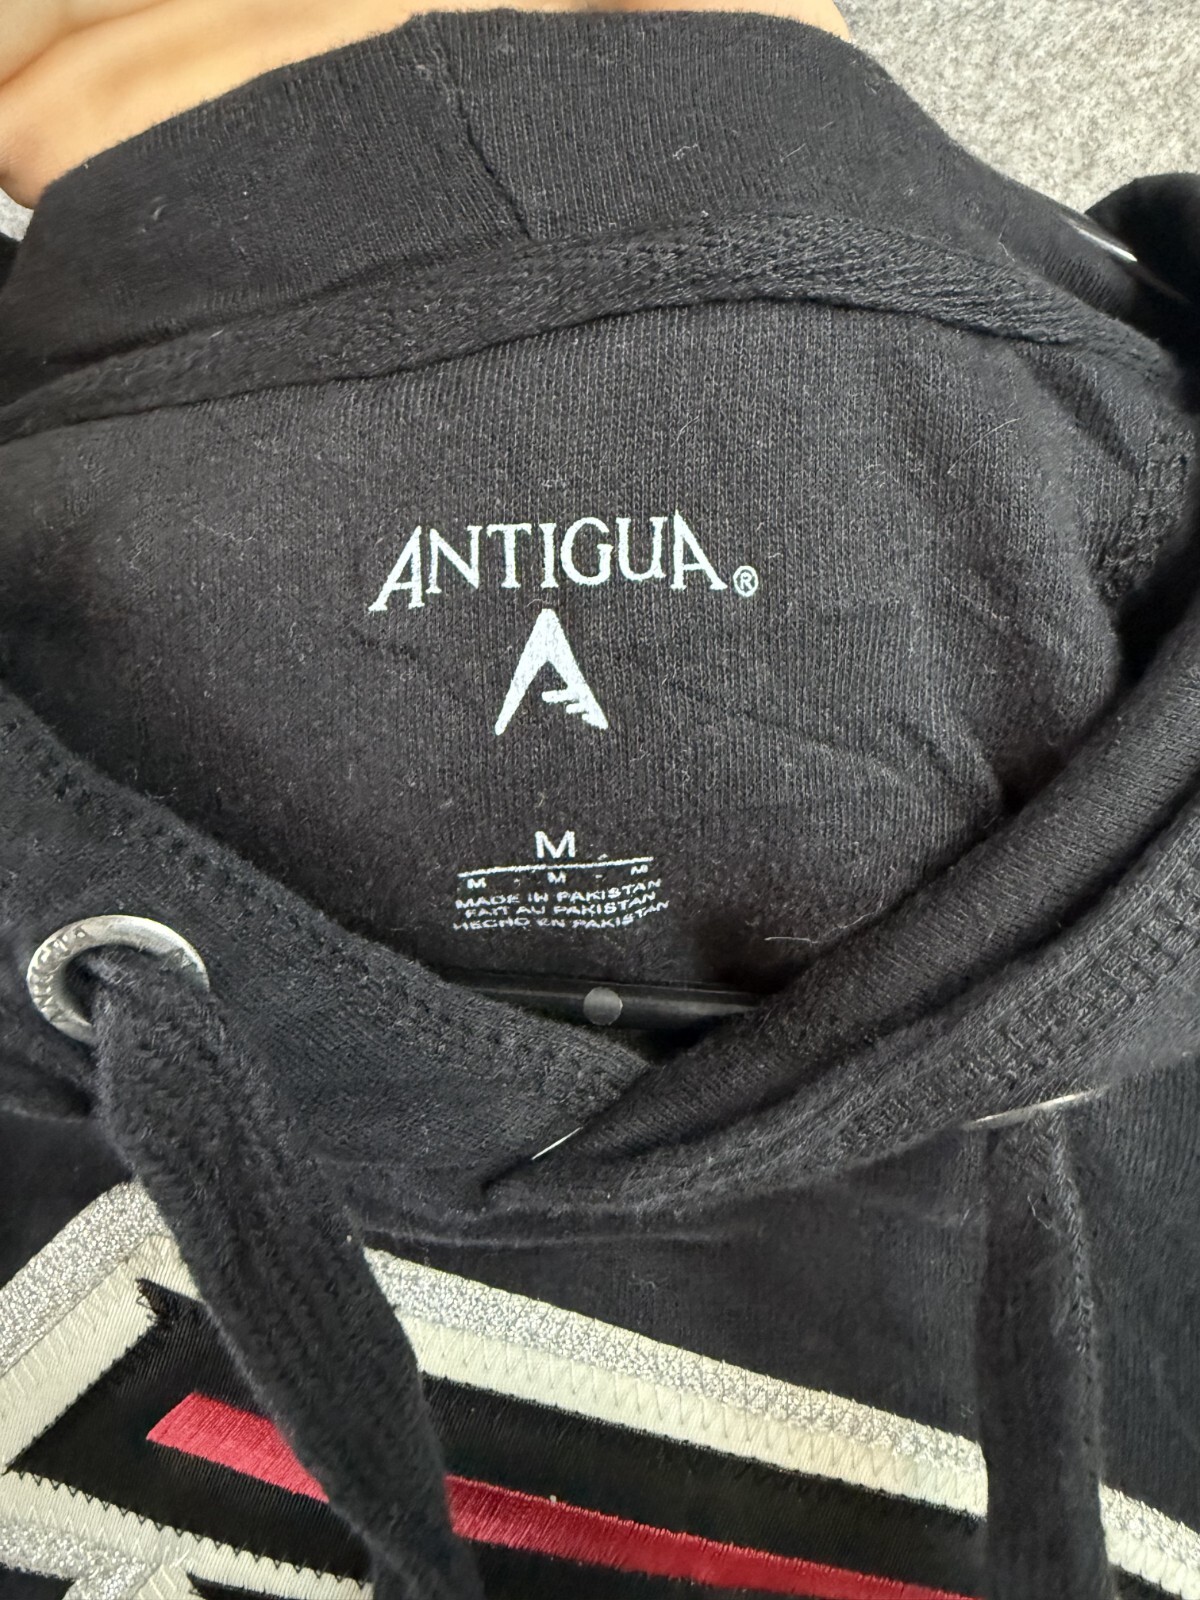 ANTIGUA®
M
M - M - M
MADE IN PAKISTAN
FAIT AU PAKISTAN
HECHO EN PAKISTAN